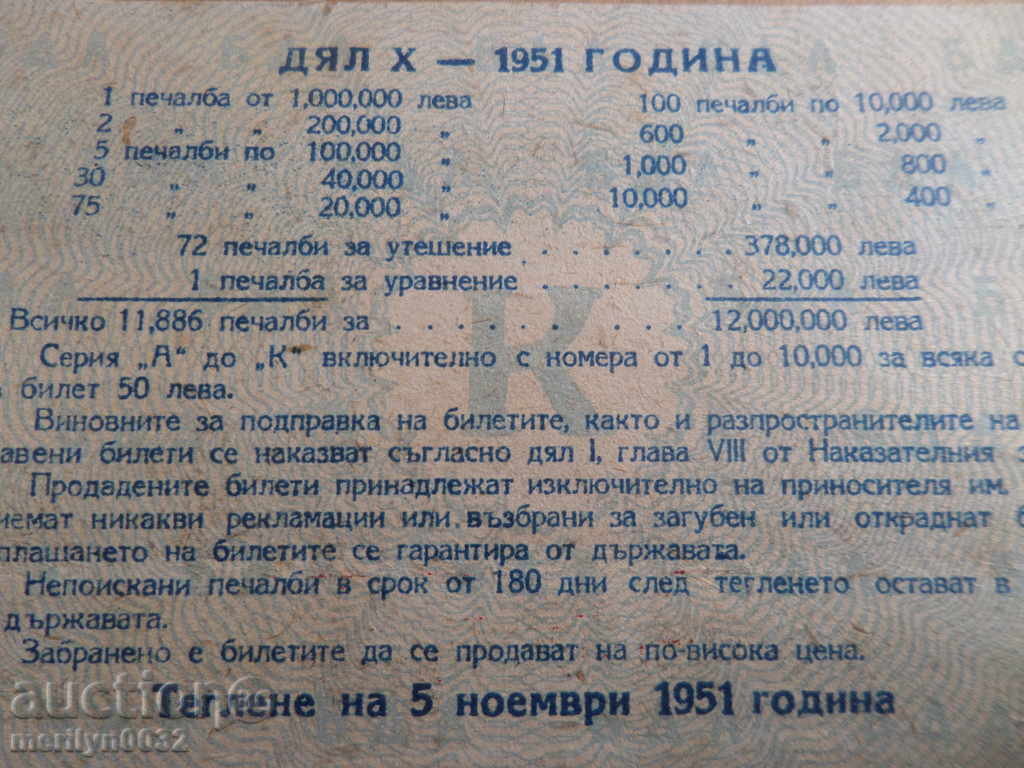 ДЯЛ X — 1951 ГОДИНА
1 печалба от 1,000,000 лева 100 печалби по 10,000 лева
2 „ „ 200,000 „ 600 „ „ 2,000 „
5 печалби по 100,000 „ 1,000 „ „ 800 „
30 „ „ 40,000 „ 10,000 „ „ 400 „
75 „ „ 20,000 „
72 печалби за утешение . . . . . . . 378,000 лева
1 печалба за уравнение . . . . . . . 22,000 лева
Всичко 11,886 печалби за . . . . . . . . . . 12,000,000 лева
Серия „А“ до „К“ включително с номера от 1 до 10,000 за всяка с
билет 50 лева.
Виновните за подправка на билетите, както и разпространителите на
авени билети се наказват съгласно дял I, глава VIII от Наказателния з
Продадените билети принадлежат изключително на приносителя им.
иемат никакви рекламации или възбрани за загубен или откраднат б
плащането на билетите се гарантира от държавата.
Непоискани печалби в срок от 180 дни след тегленето остават в
държавата.
Забранено е билетите да се продават на по-висока цена.
Теглене на 5 ноември 1951 година
К
auctio
merilyn0032